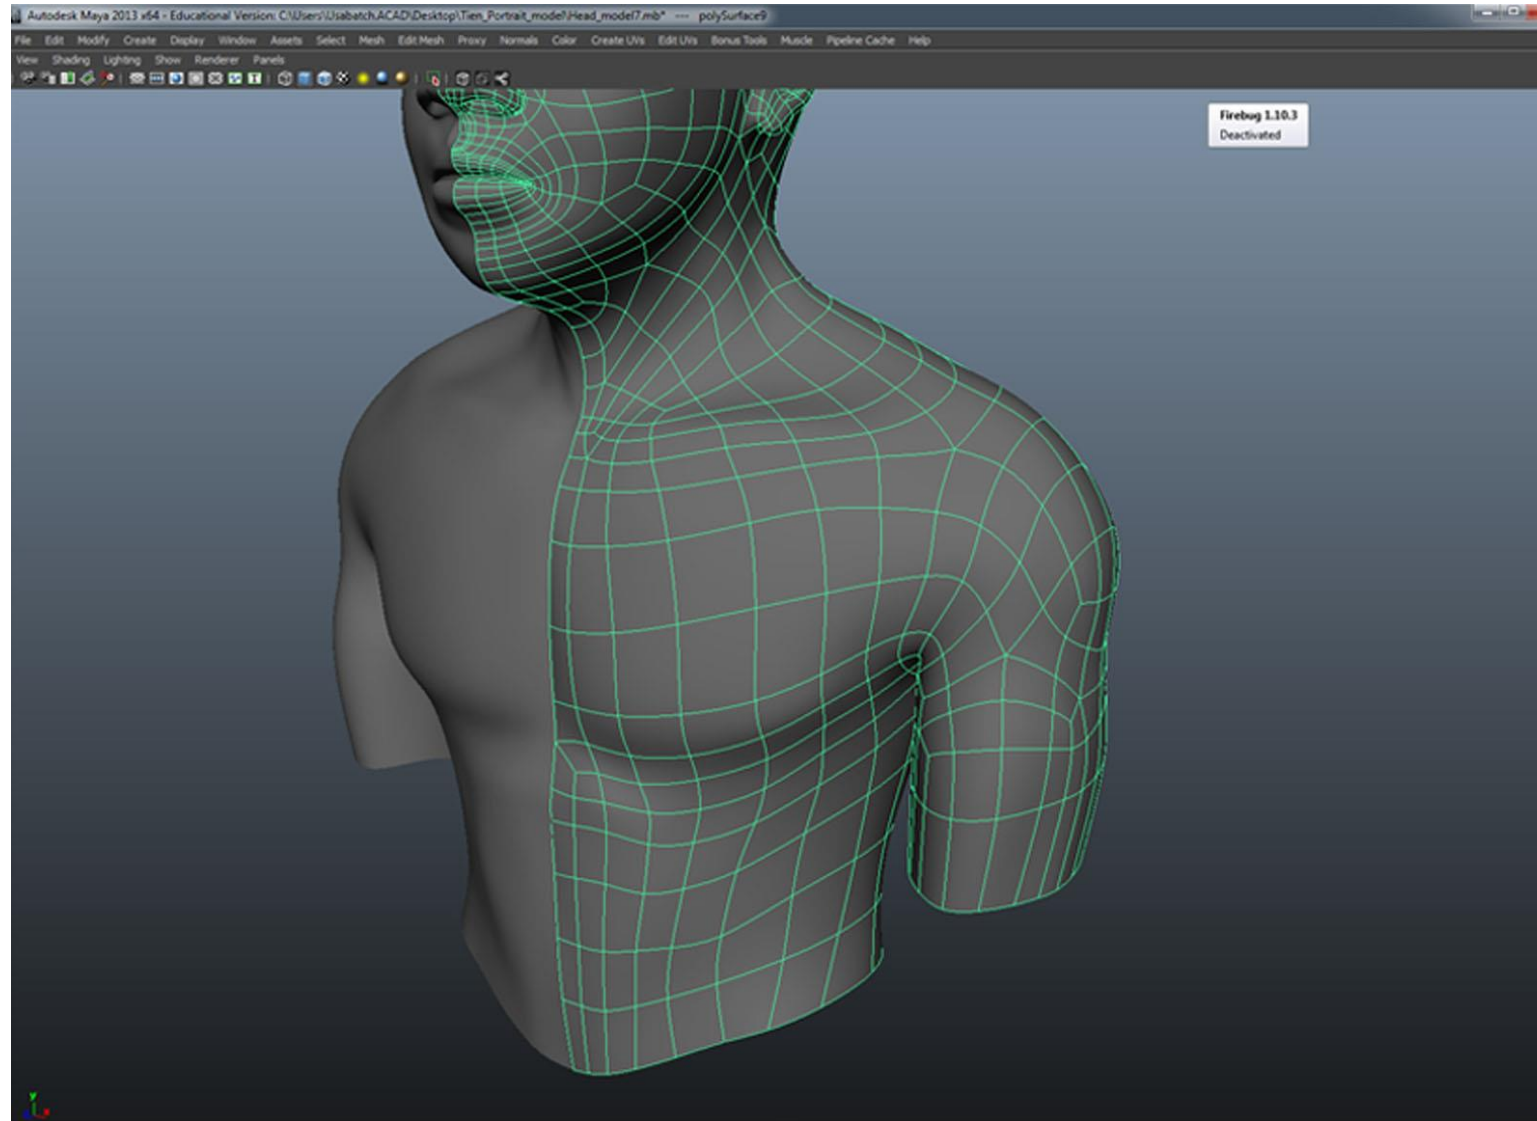 Autodesk Maya 2013 x64 - Educational Version: C:\Users\Usabatch.ACAD\Desktop\Tien_Portrait_model\Head_model7.mb* --- polySurface9
File Edit Modify Create Display Window Assets Select Mesh Edit Mesh Proxy Normals Color Create UVs Edit UVs Bonus Tools Muscle Pipeline Cache Help
View Shading Lighting Show Renderer Panels
Firebug 1.10.3
Deactivated
y
x